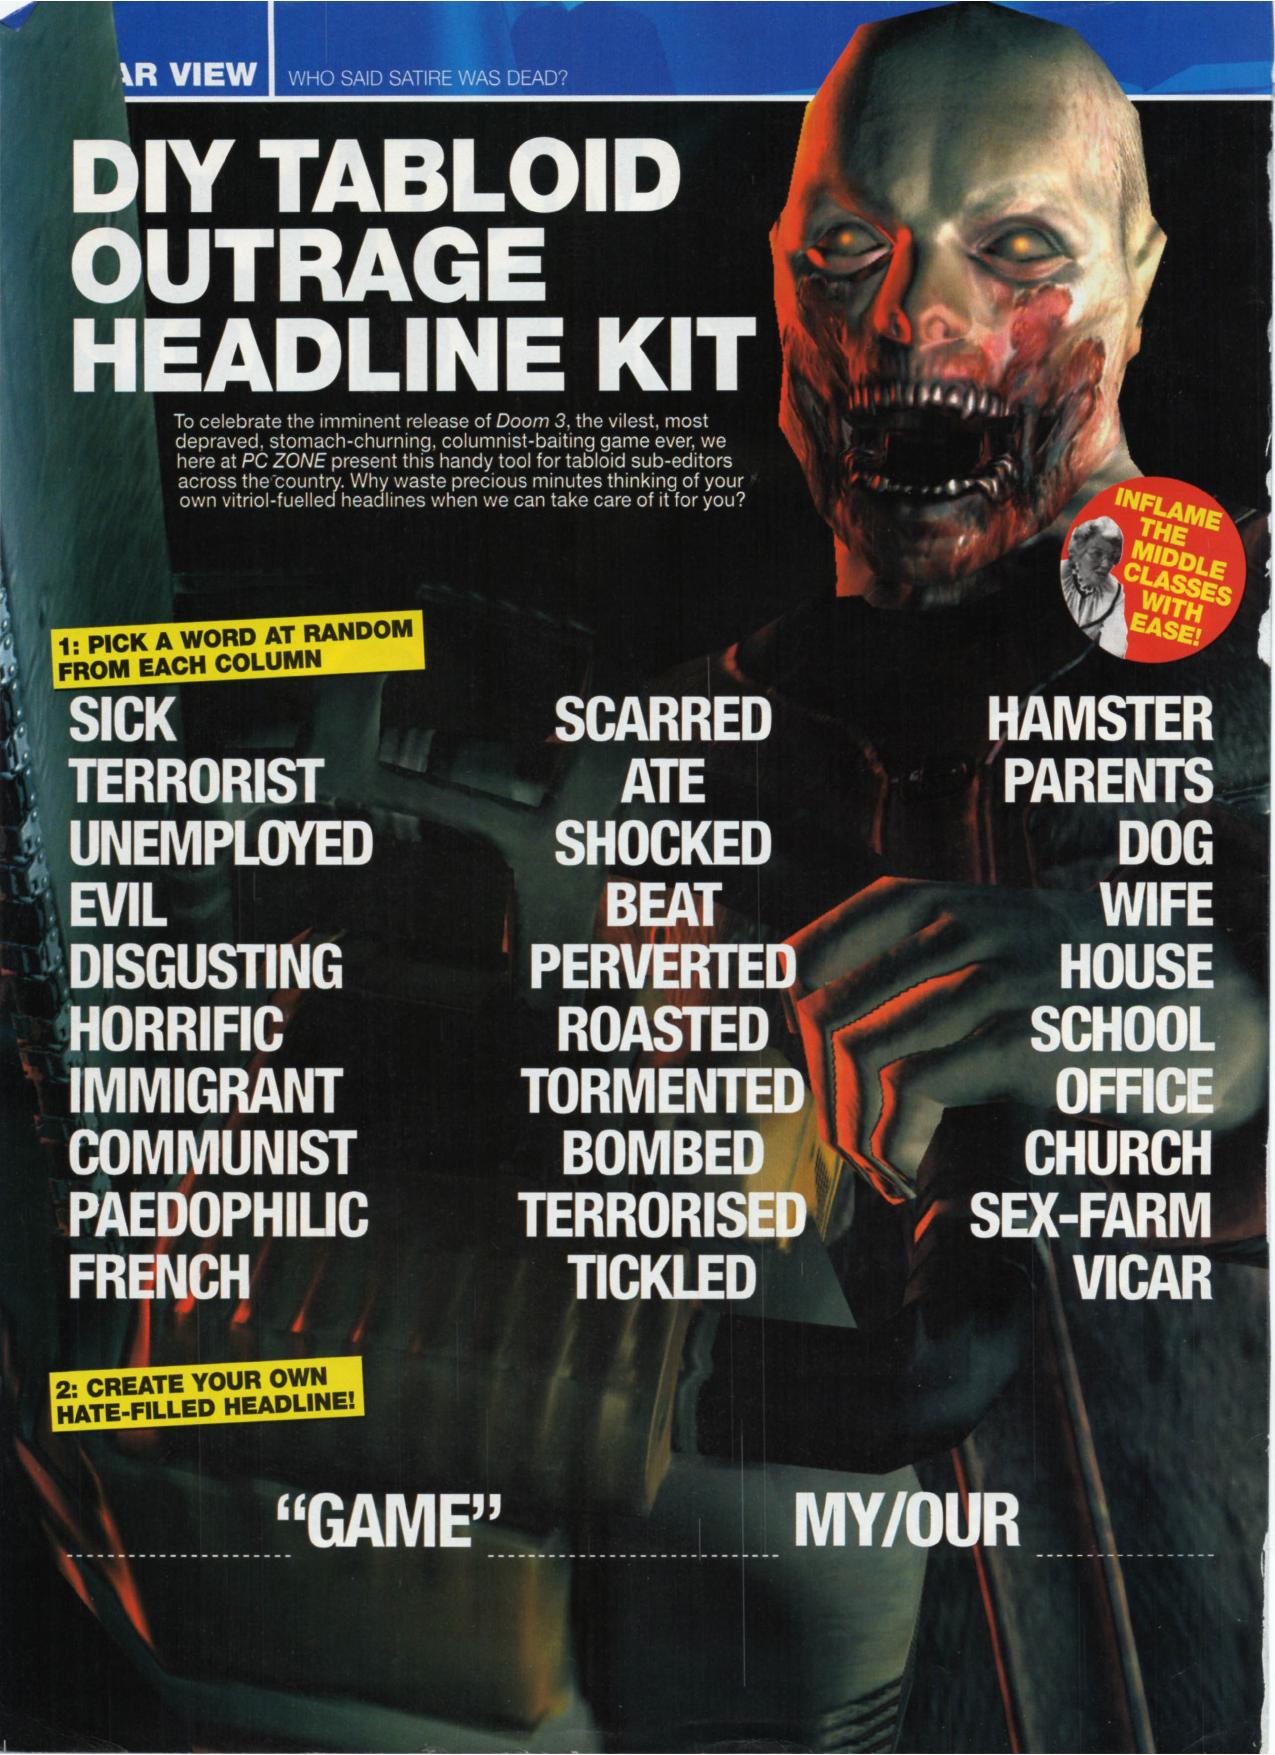 AR VIEW
WHO SAID SATIRE WAS DEAD?
DIY TABLOID
OUTRAGE
HEADLINE KIT
To celebrate the imminent release of Doom 3, the vilest, most
depraved, stomach-churning, columnist-baiting game ever, we
here at PC ZONE present this handy tool for tabloid sub-editors
across the country. Why waste precious minutes thinking of your
own vitriol-fuelled headlines when we can take care of it for you?
INFLAME
THE
MIDDLE
CLASSES
WITH
EASE!
1: PICK A WORD AT RANDOM
FROM EACH COLUMN
SICK
TERRORIST
UNEMPLOYED
EVIL
DISGUSTING
HORRIFIC
IMMIGRANT
COMMUNIST
PAEDOPHILIC
FRENCH
SCARRED
ATE
SHOCKED
BEAT
PERVERTED
ROASTED
TORMENTED
BOMBED
TERRORISED
TICKLED
HAMSTER
PARENTS
DOG
WIFE
HOUSE
SCHOOL
OFFICE
CHURCH
SEX-FARM
VICAR
2: CREATE YOUR OWN
HATE-FILLED HEADLINE!
“GAME” MY/OUR